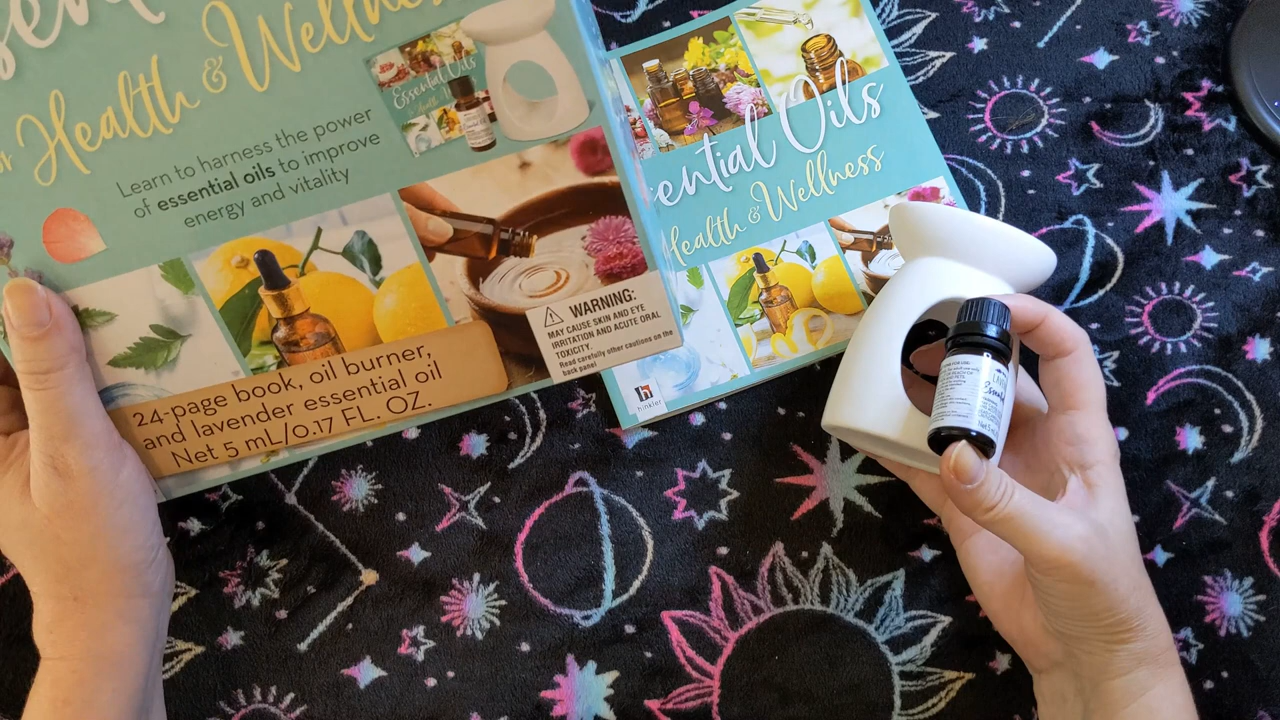 Health & Wellness
Learn to harness the power
of essential oils to improve
energy and vitality
Essential Oils
WARNING:
MAY CAUSE SKIN AND EYE
IRRITATION AND ACUTE ORAL
TOXICITY.
Read carefully other cautions on the
back panel
24-page book, oil burner,
and lavender essential oil
Net 5 mL/0.17 FL. OZ.
ential Oils
Health & Wellness
hinkler